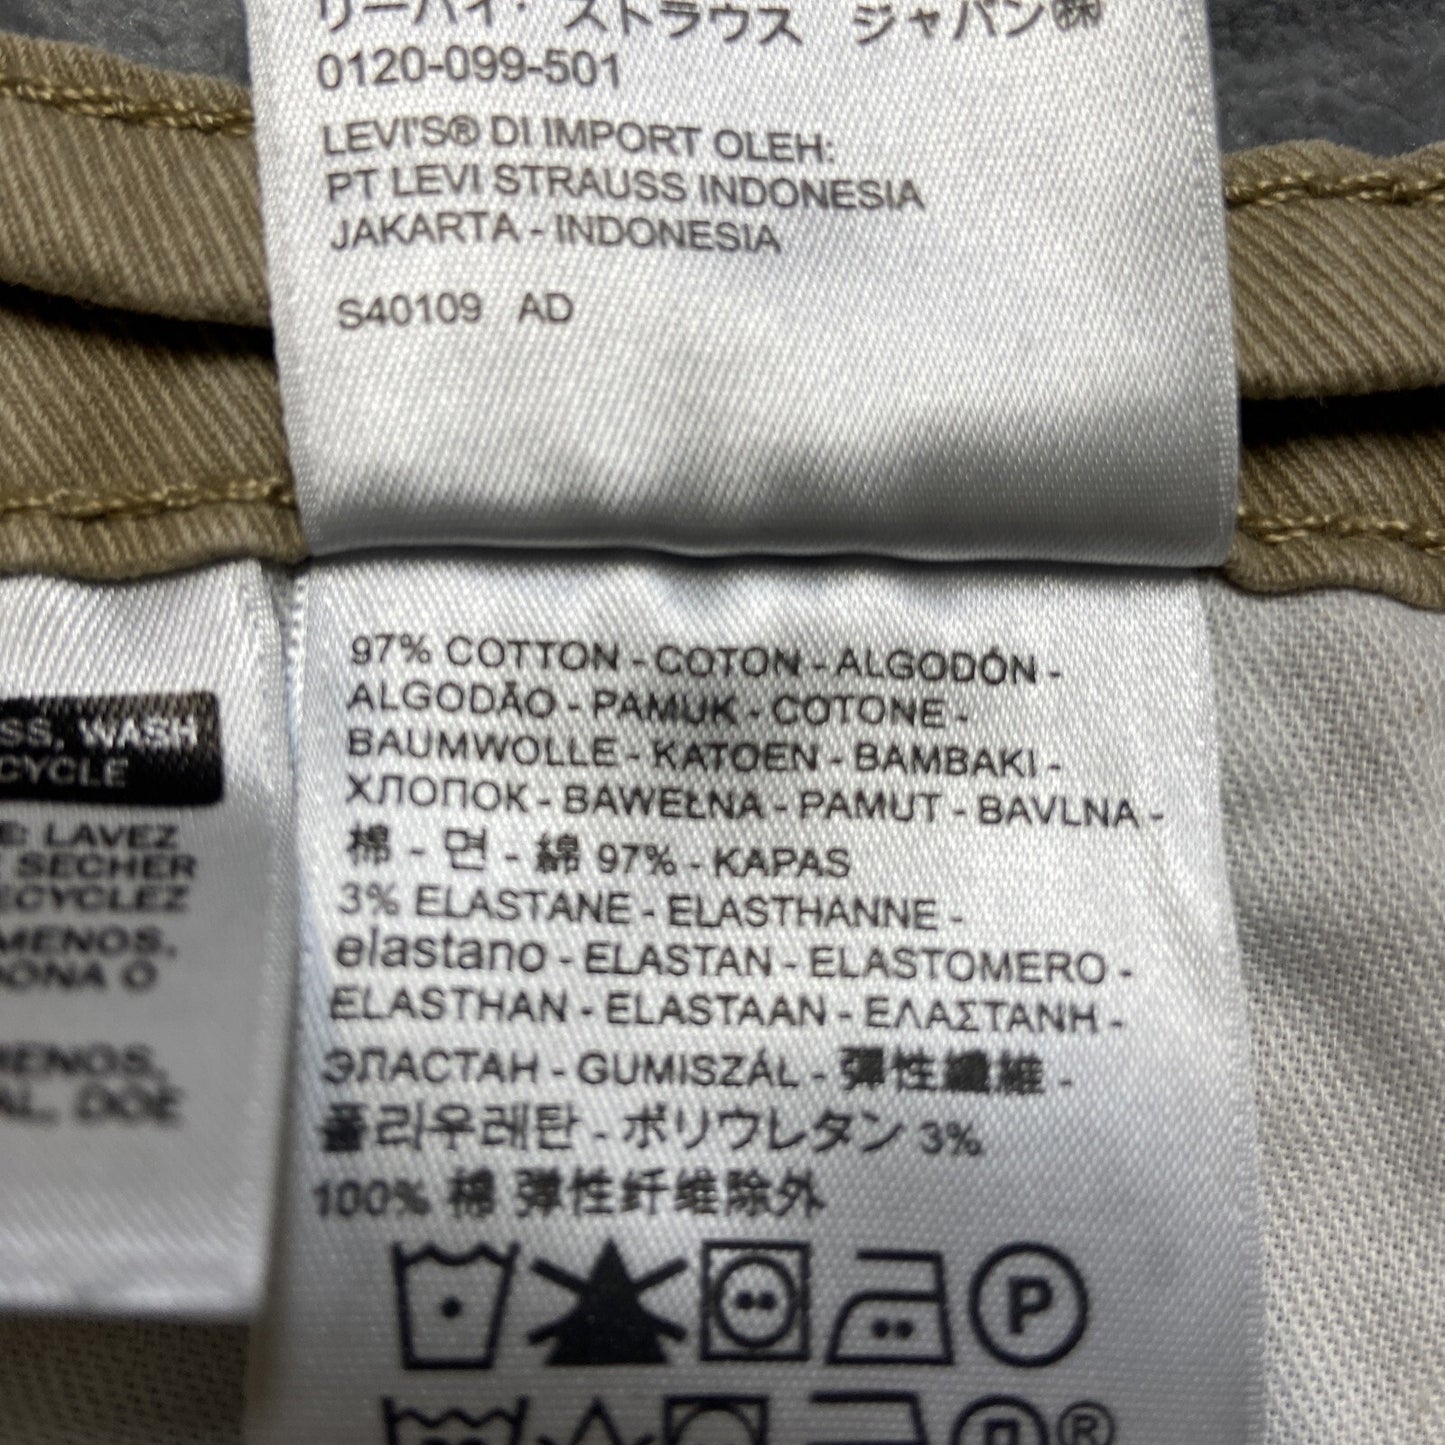 リーバイ・ストラウス ジャパン㈱
0120-099-501
LEVI'S® DI IMPORT OLEH:
PT LEVI STRAUSS INDONESIA
JAKARTA - INDONESIA
S40109 AD
97% COTTON - COTON - ALGODÓN -
ALGODÃO - PAMUK - COTONE -
BAUMWOLLE - KATOEN - BAMBAKI -
ХЛОПОК - BAWEŁNA - PAMUT - BAVLNA -
棉 - 면 - 綿 97% - KAPAS
3% ELASTANE - ELASTHANNE -
elastano - ELASTAN - ELASTOMERO -
ELASTHAN - ELASTAAN - ΕΛΑΣΤΑΝΗ -
ЭЛАСТАН - GUMISZÁL - 彈性纖維 -
폴리우레탄 - ポリウレタン 3%
100% 棉 弹性纤维除外
P
®
SS, WASH
CYCLE
LAVEZ
SECHER
ECYCLEZ
MENOS,
DONA O
MENOS,
AL, DOE